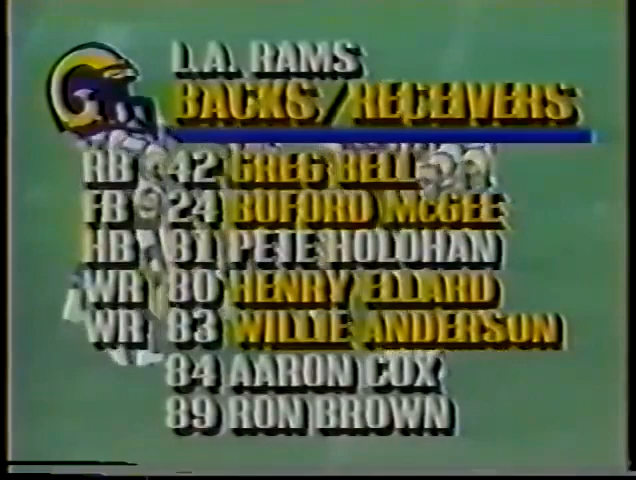 L.A. RAMS
BACKS/RECEIVERS
RB 42 GREG BELL
FB 24 BUFORD McGEE
HB 81 PETE HOLOHAN
WR 80 HENRY ELLARD
WR 83 WILLIE ANDERSON
84 AARON COX
89 RON BROWN